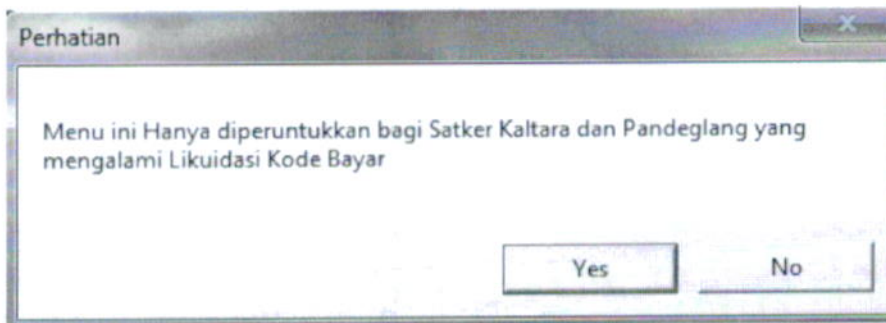 Perhatian
Menu ini Hanya diperuntukkan bagi Satker Kaltara dan Pandeglang yang
mengalami Likuidasi Kode Bayar
Yes
No